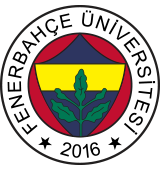 FENERBAHÇE ÜNİVERSİTESİ
★ 2016 ★